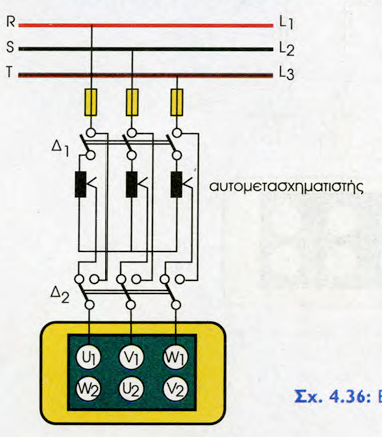 R L1
S L2
T L3
Δ1
αυτομετασχηματιστής
Δ2
U1 V1 W1
W2 U2 V2
Σχ. 4.36: